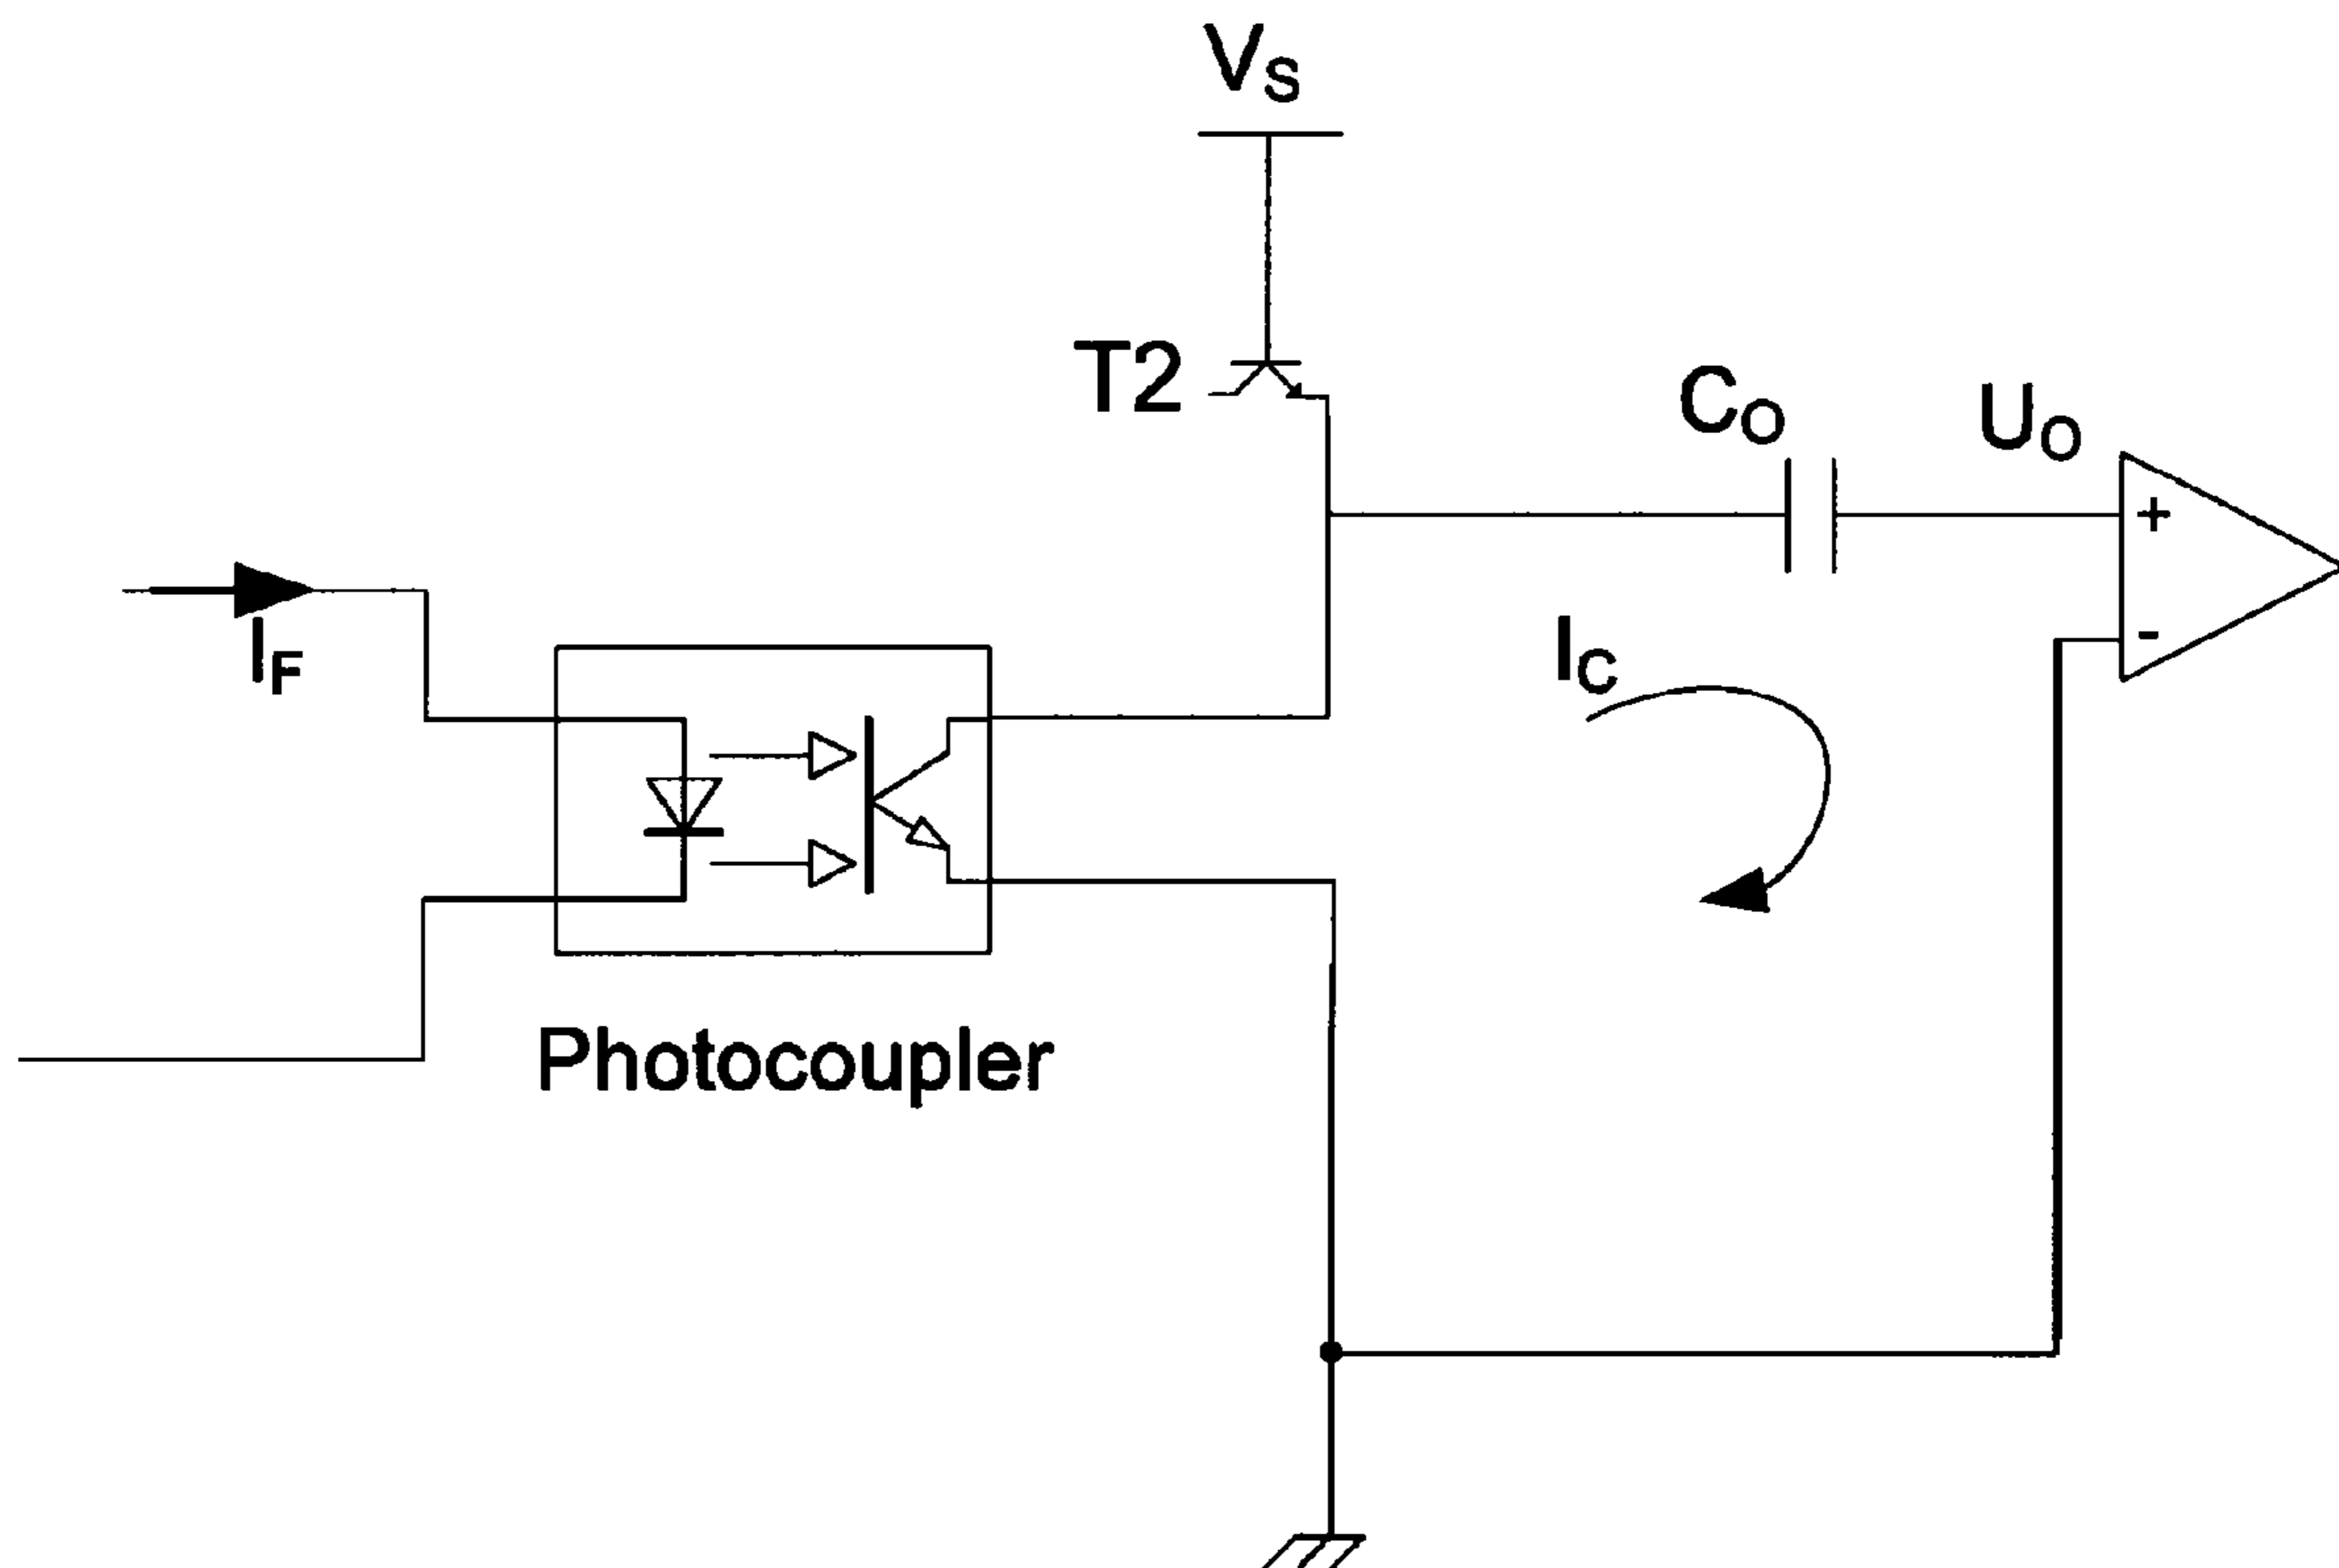 VS
T2
CO
UO
+
IF
IC
-
Photocoupler